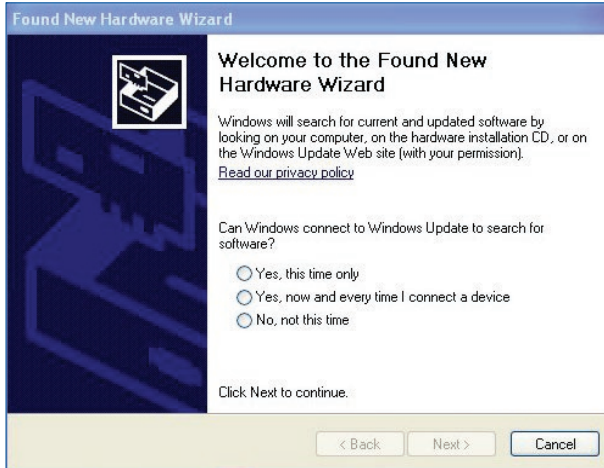 Found New Hardware Wizard
Welcome to the Found New
Hardware Wizard
Windows will search for current and updated software by
looking on your computer, on the hardware installation CD, or on
the Windows Update Web site (with your permission).
Read our privacy policy
Can Windows connect to Windows Update to search for
software?
Yes, this time only
Yes, now and every time I connect a device
No, not this time
Click Next to continue.
< Back
Next >
Cancel